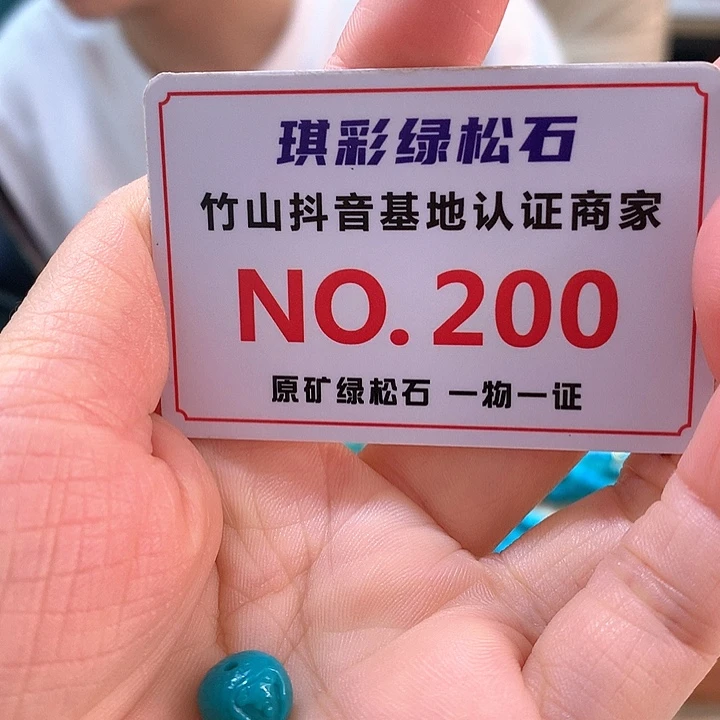 琪彩绿松石
竹山抖音基地认证商家
NO.200
原矿绿松石 一物一证